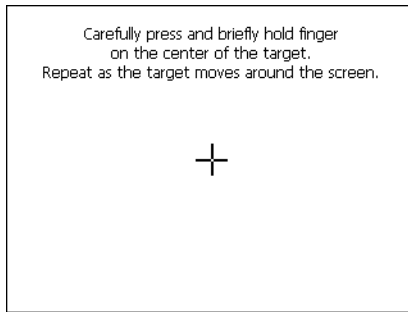 Carefully press and briefly hold finger
on the center of the target.
Repeat as the target moves around the screen.